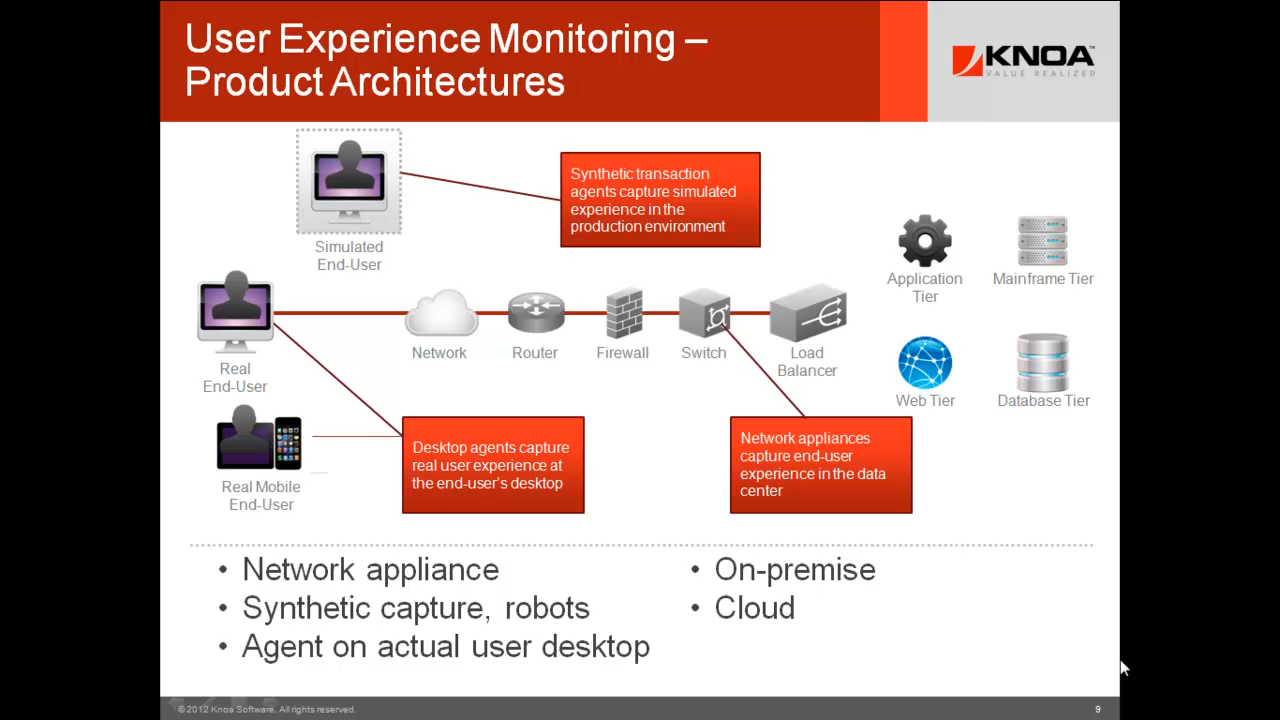 User Experience Monitoring –
Product Architectures
KNOA™
VALUE REALIZED
Synthetic transaction
agents capture simulated
experience in the
production environment
Simulated
End-User
Application
Tier
Mainframe Tier
Real
End-User
Network
Router
Firewall
Switch
Load
Balancer
Web Tier
Database Tier
Real Mobile
End-User
Desktop agents capture
real user experience at
the end-user's desktop
Network appliances
capture end-user
experience in the data
center
• Network appliance
• Synthetic capture, robots
• Agent on actual user desktop
• On-premise
• Cloud
© 2012 Knoa Software. All rights reserved.
9